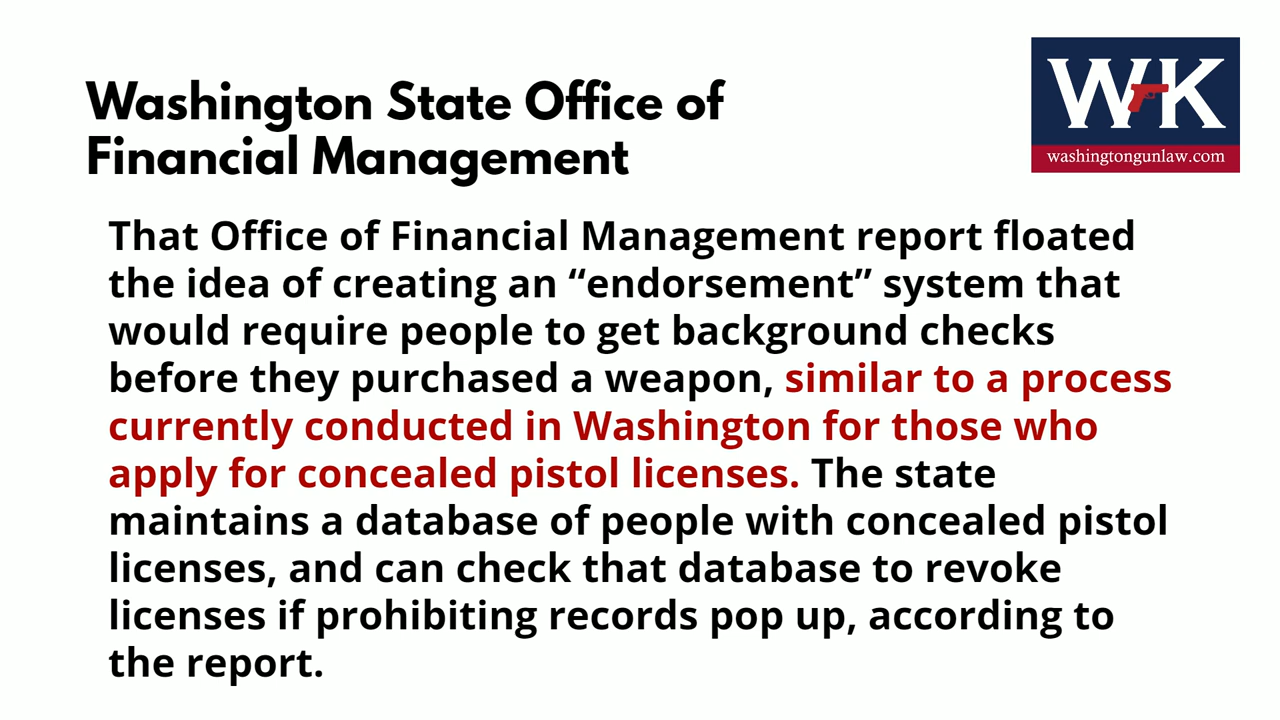 Washington State Office of
Financial Management
WK
washingtongunlaw.com
That Office of Financial Management report floated
the idea of creating an “endorsement” system that
would require people to get background checks
before they purchased a weapon, similar to a process
currently conducted in Washington for those who
apply for concealed pistol licenses. The state
maintains a database of people with concealed pistol
licenses, and can check that database to revoke
licenses if prohibiting records pop up, according to
the report.